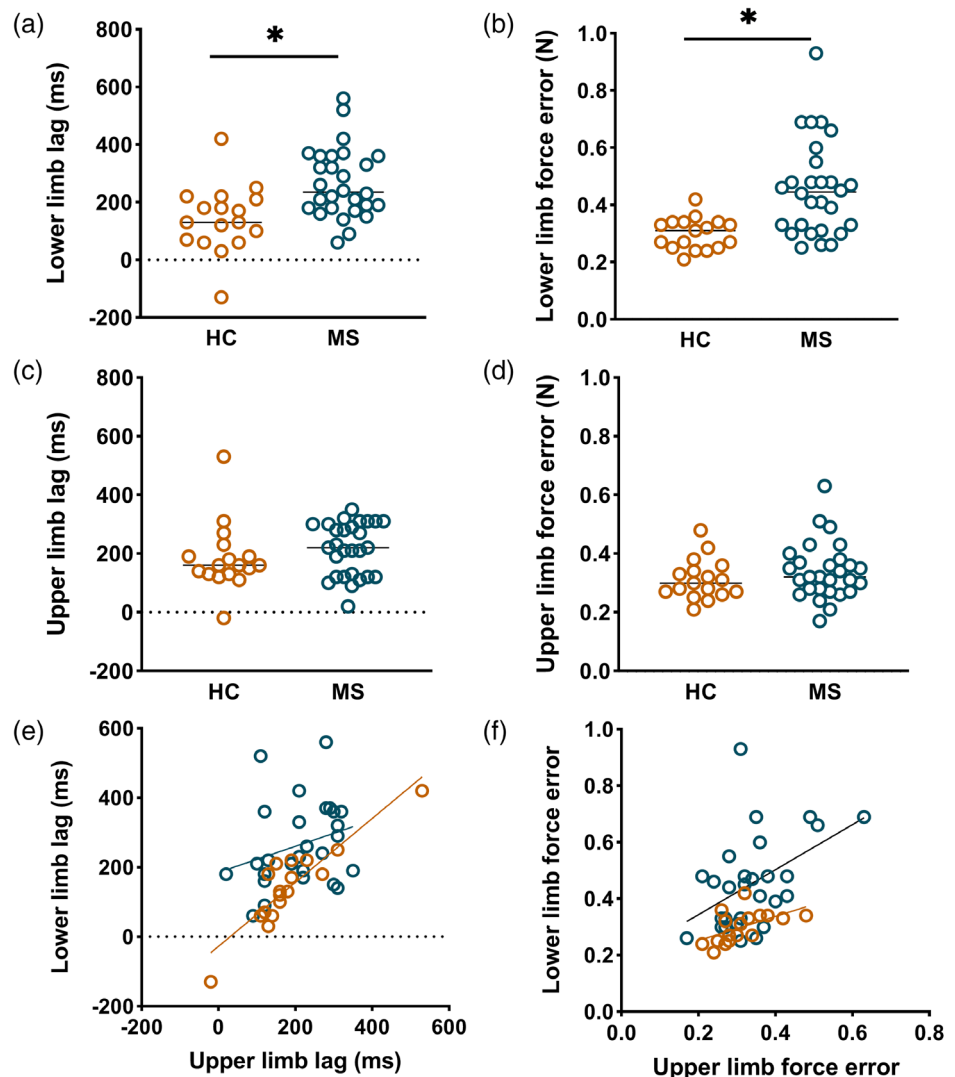 (a)
800
600
400
200
0
-200
Lower limb lag (ms)
*
HC MS
(b)
1.0
0.8
0.6
0.4
0.2
0.0
Lower limb force error (N)
*
HC MS
(c)
800
600
400
200
0
-200
Upper limb lag (ms)
HC MS
(d)
1.0
0.8
0.6
0.4
0.2
0.0
Upper limb force error (N)
HC MS
(e)
600
400
200
0
-200
Lower limb lag (ms)
-200 0 200 400 600
Upper limb lag (ms)
(f)
1.0
0.8
0.6
0.4
0.2
0.0
Lower limb force error
0.0 0.2 0.4 0.6 0.8
Upper limb force error